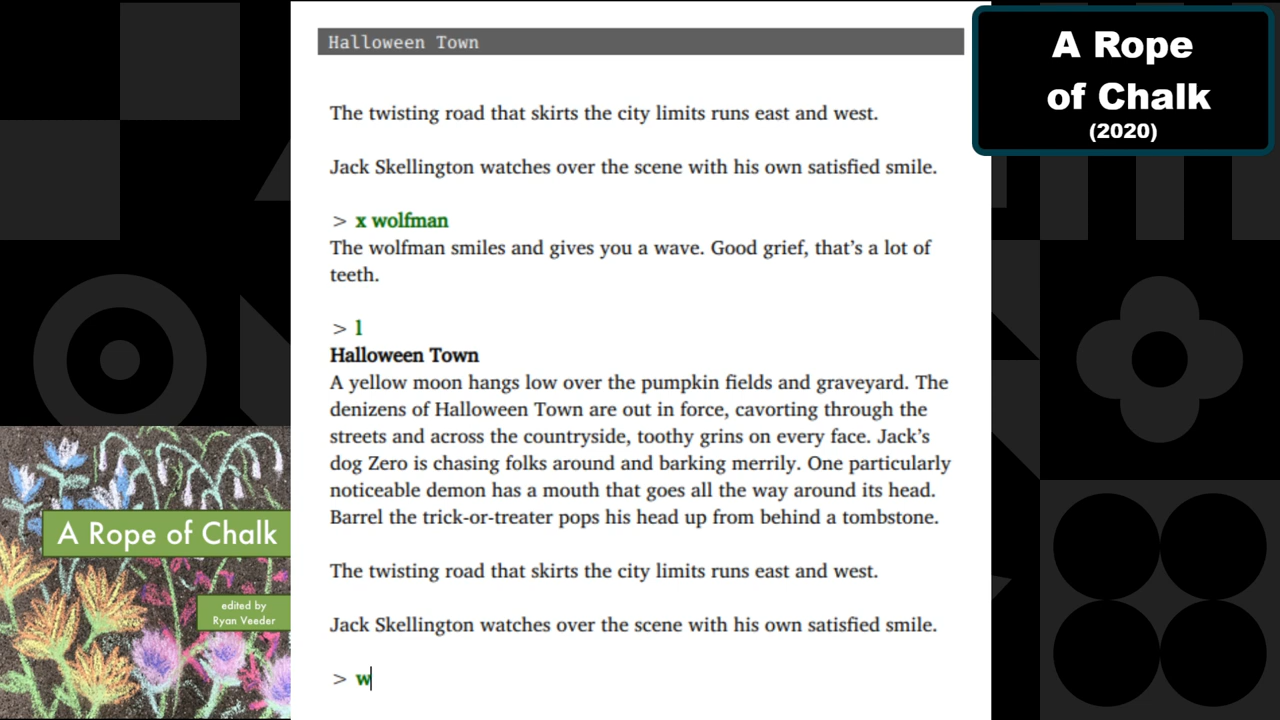 Halloween Town
The twisting road that skirts the city limits runs east and west.
Jack Skellington watches over the scene with his own satisfied smile.
> x wolfman
The wolfman smiles and gives you a wave. Good grief, that’s a lot of
teeth.
> l
Halloween Town
A yellow moon hangs low over the pumpkin fields and graveyard. The
denizens of Halloween Town are out in force, cavorting through the
streets and across the countryside, toothy grins on every face. Jack’s
dog Zero is chasing folks around and barking merrily. One particularly
noticeable demon has a mouth that goes all the way around its head.
Barrel the trick-or-treater pops his head up from behind a tombstone.
The twisting road that skirts the city limits runs east and west.
Jack Skellington watches over the scene with his own satisfied smile.
> w
A Rope
of Chalk
(2020)
A Rope of Chalk
edited by
Ryan Veeder